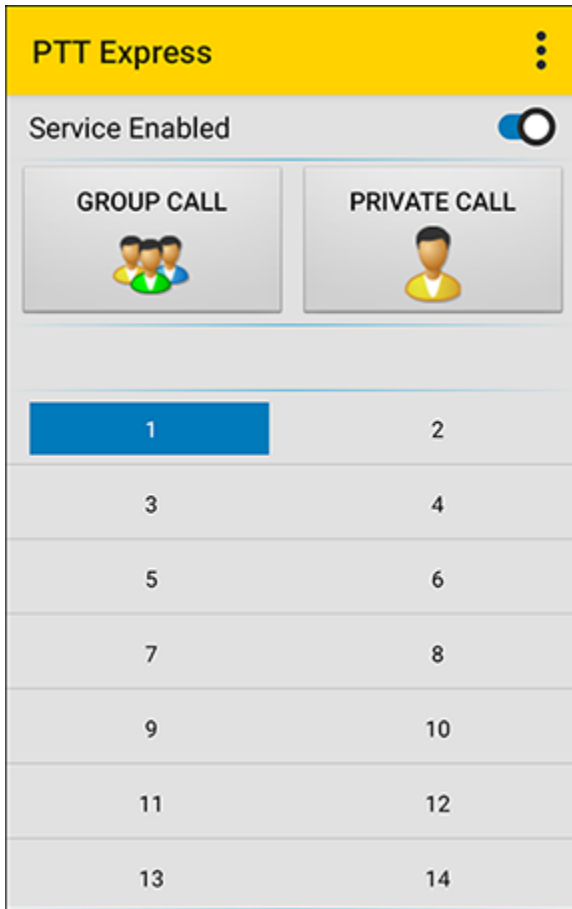 PTT Express
Service Enabled
GROUP CALL PRIVATE CALL
1 2
3 4
5 6
7 8
9 10
11 12
13 14